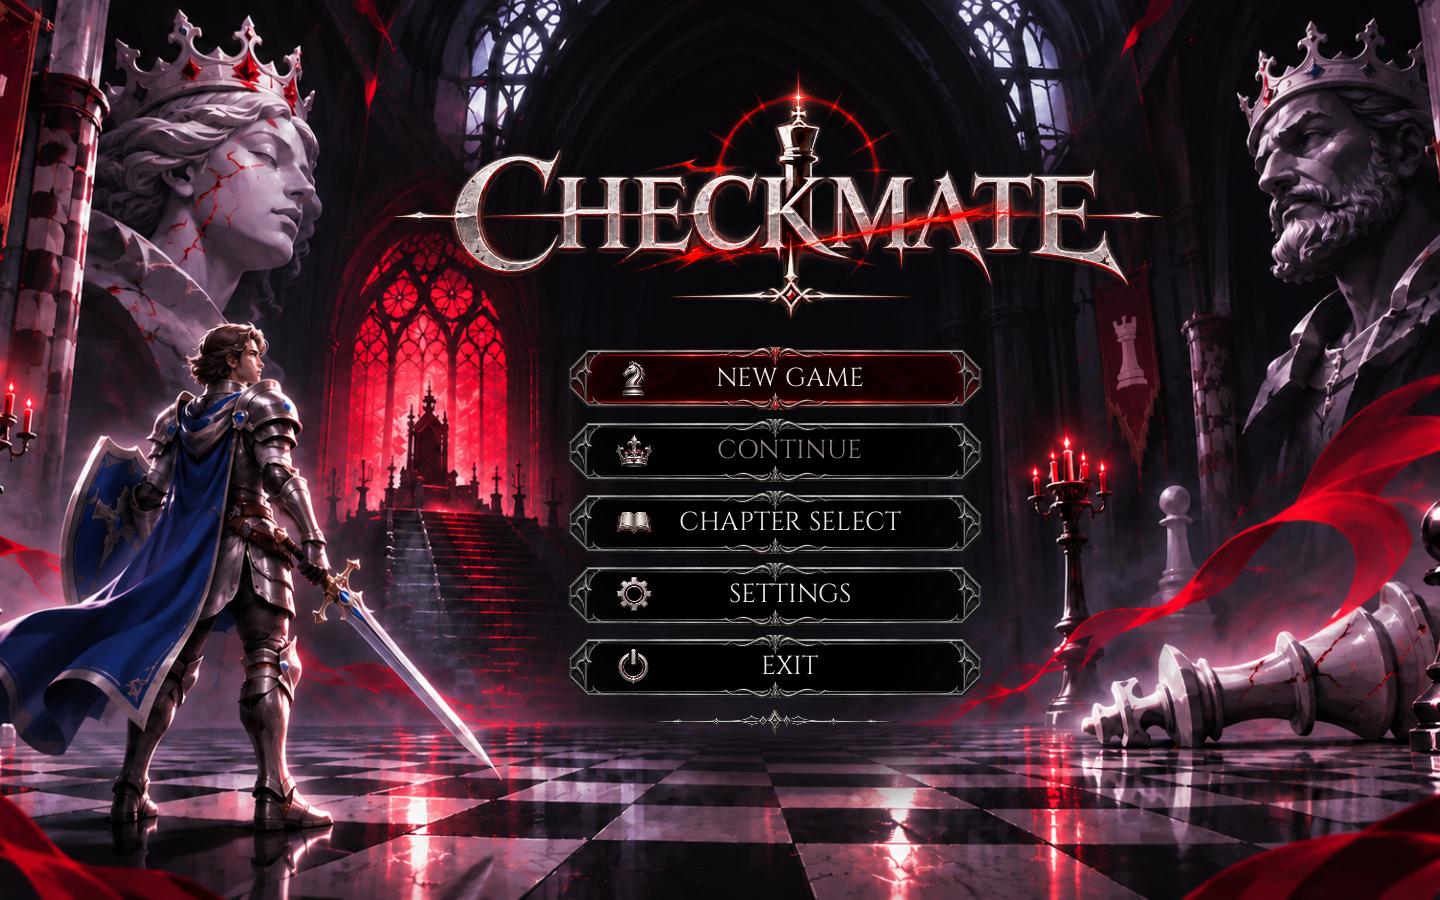 CHECKMATE
NEW GAME
CONTINUE
CHAPTER SELECT
SETTINGS
EXIT